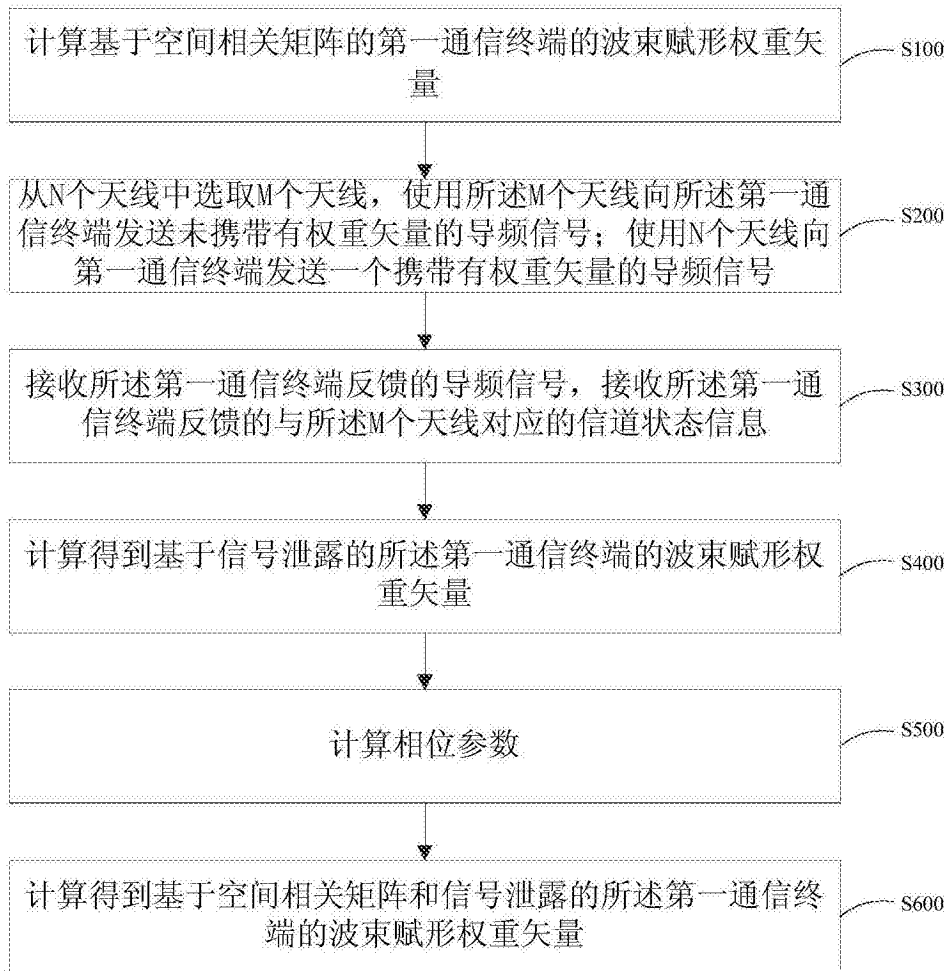 计算基于空间相关矩阵的第一通信终端的波束赋形权重矢
量
S100
从N个天线中选取M个天线，使用所述M个天线向所述第一通
信终端发送未携带有权重矢量的导频信号；使用N个天线向
第一通信终端发送一个携带有权重矢量的导频信号
S200
接收所述第一通信终端反馈的导频信号，接收所述第一通
信终端反馈的与所述M个天线对应的信道状态信息
S300
计算得到基于信号泄露的所述第一通信终端的波束赋形权
重矢量
S400
计算相位参数
S500
计算得到基于空间相关矩阵和信号泄露的所述第一通信终
端的波束赋形权重矢量
S600